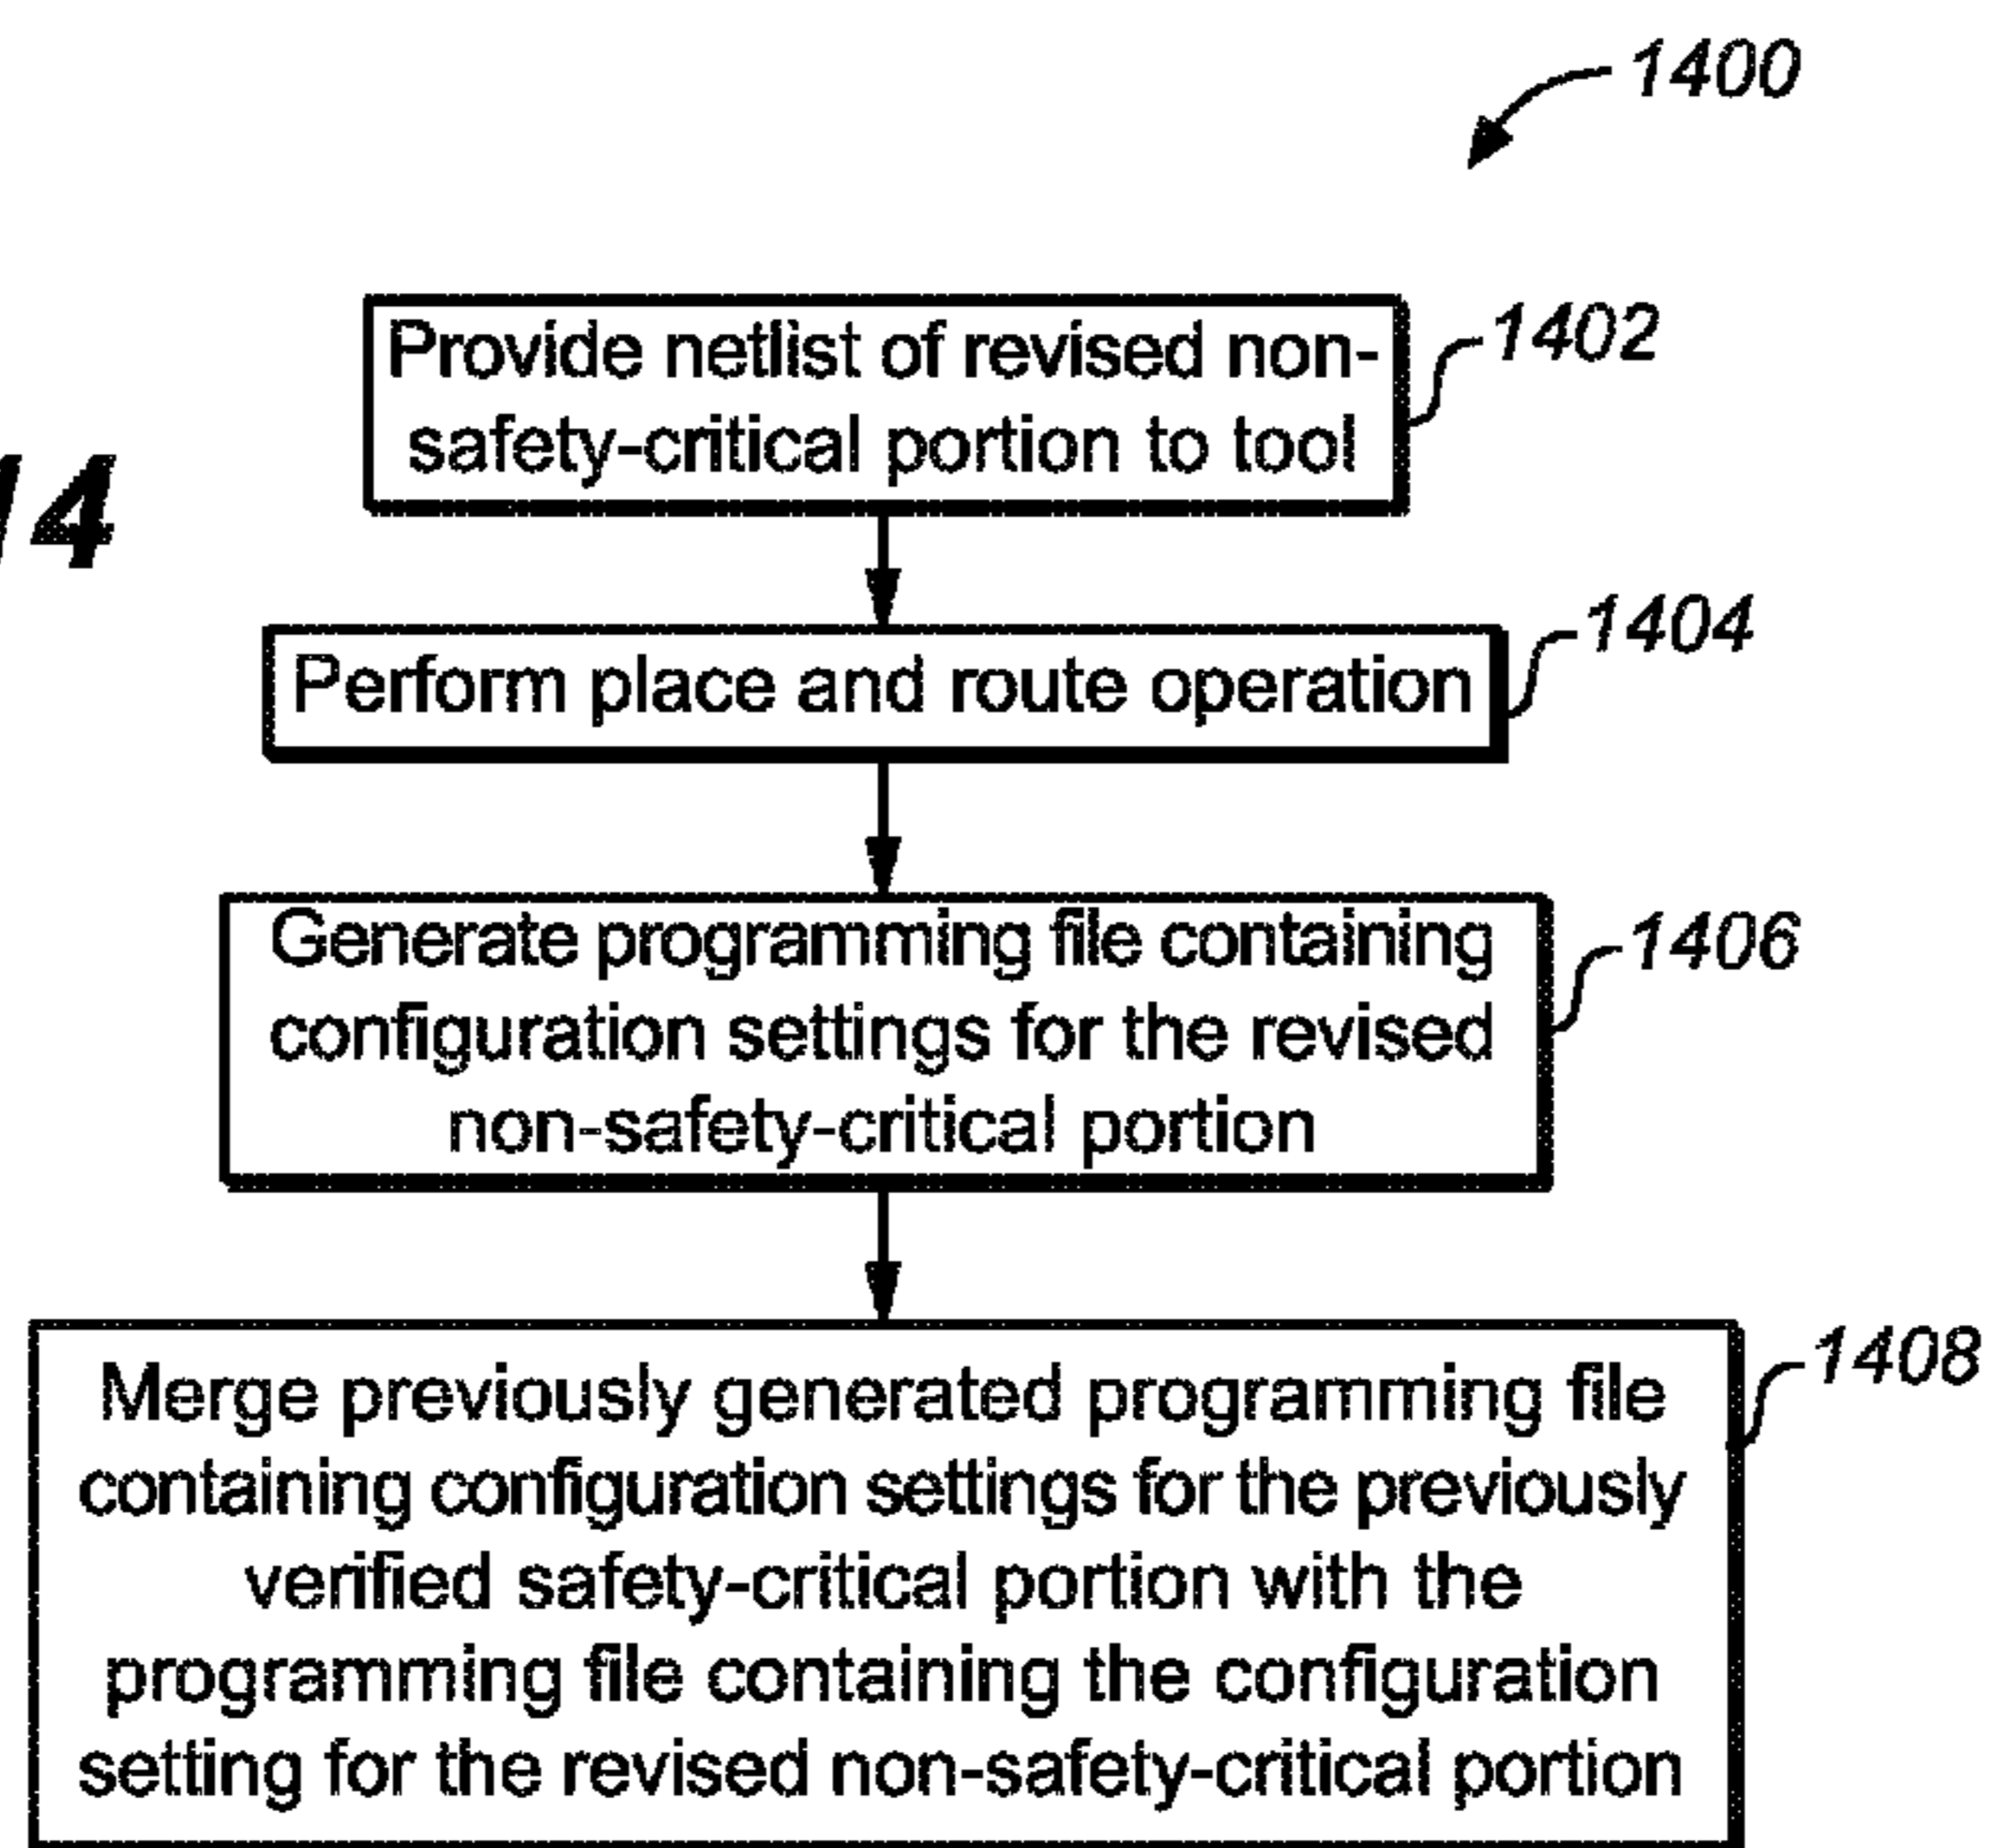 1400
Provide netlist of revised non-
safety-critical portion to tool
1402
14
Perform place and route operation
1404
Generate programming file containing
configuration settings for the revised
non-safety-critical portion
1406
Merge previously generated programming file
containing configuration settings for the previously
verified safety-critical portion with the
programming file containing the configuration
setting for the revised non-safety-critical portion
1408